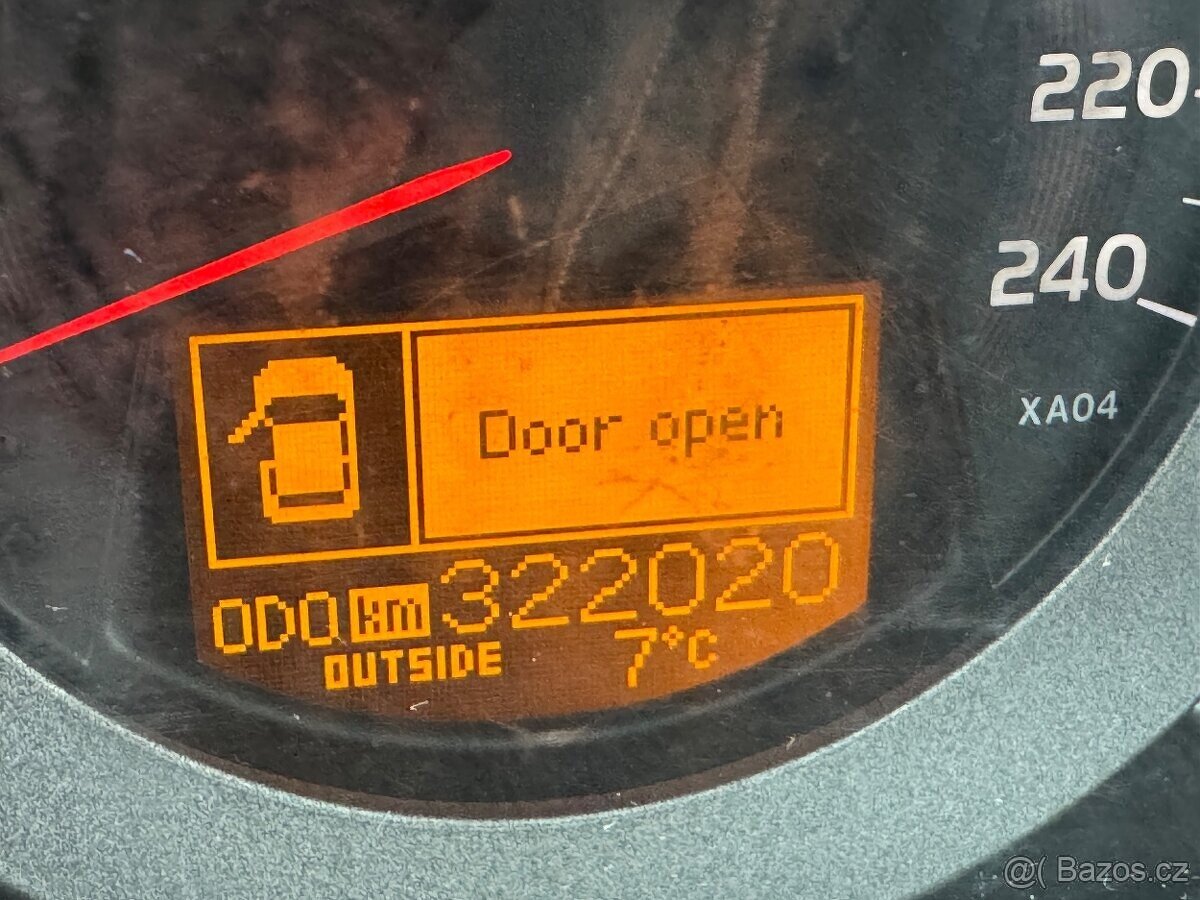 220
240
XA04
Door open
ODO km 322020
OUTSIDE 7°C
@( Bazos.cz